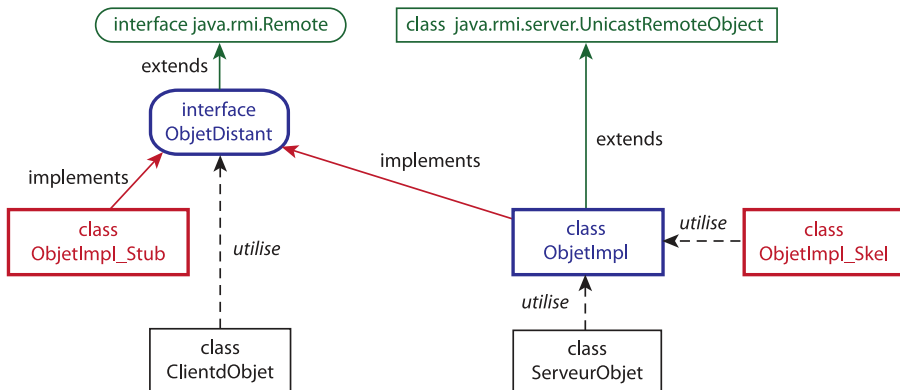 interface java.rmi.Remote
class java.rmi.server.UnicastRemoteObject
extends
interface
ObjetDistant
extends
implements
implements
class
ObjetImpl_Stub
utilise
class
ObjetImpl
utilise
class
ObjetImpl_Skel
utilise
class
ClientdObjet
class
ServeurObjet